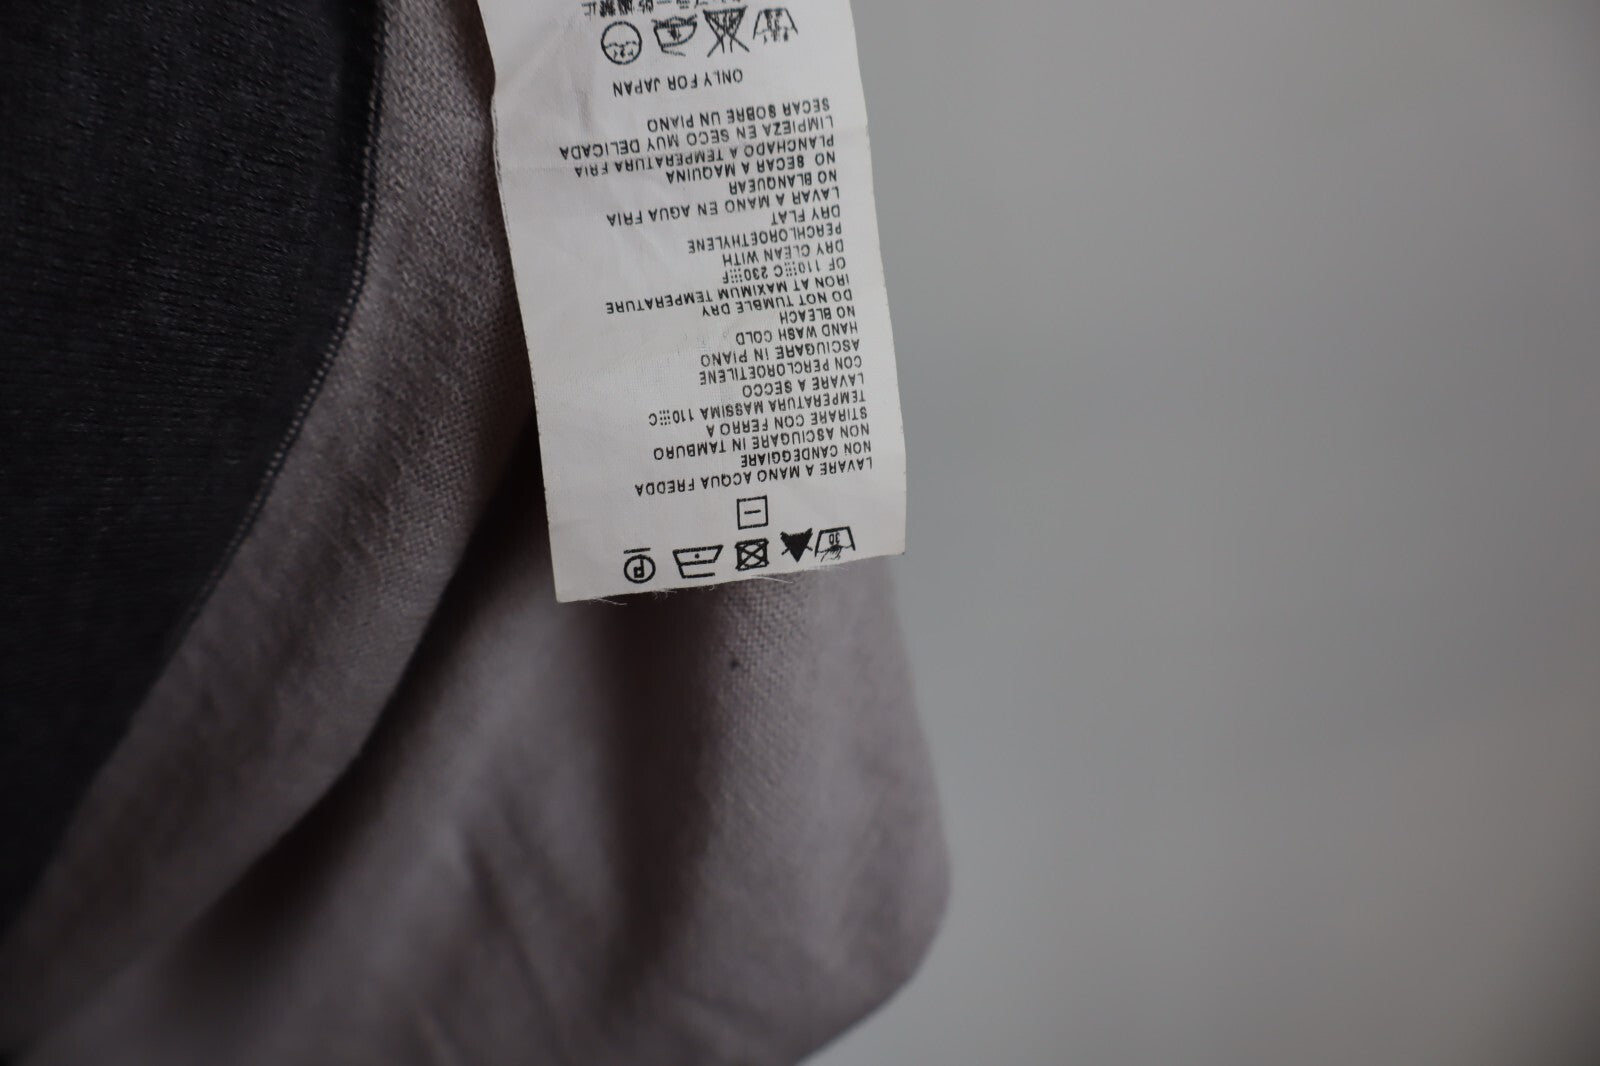 30
P
LAVARE A MANO ACQUA FREDDA
NON CANDEGGIARE
NON ASCIUGARE IN TAMBURO
STIRARE CON FERRO A
TEMPERATURA MASSIMA 110 C
LAVARE A SECCO
CON PERCLOROETILENE
ASCIUGARE IN PIANO
HAND WASH COLD
NO BLEACH
DO NOT TUMBLE DRY
IRON AT MAXIMUM TEMPERATURE
OF 110 C 230 F
DRY CLEAN WITH
PERCHLOROETHYLENE
DRY FLAT
LAVAR A MANO EN AGUA FRIA
NO BLANQUEAR
NO SECAR A MAQUINA
PLANCHADO A TEMPERATURA FRIA
LIMPIEZA EN SECO MUY DELICADA
SECAR SOBRE UN PIANO
ONLY FOR JAPAN